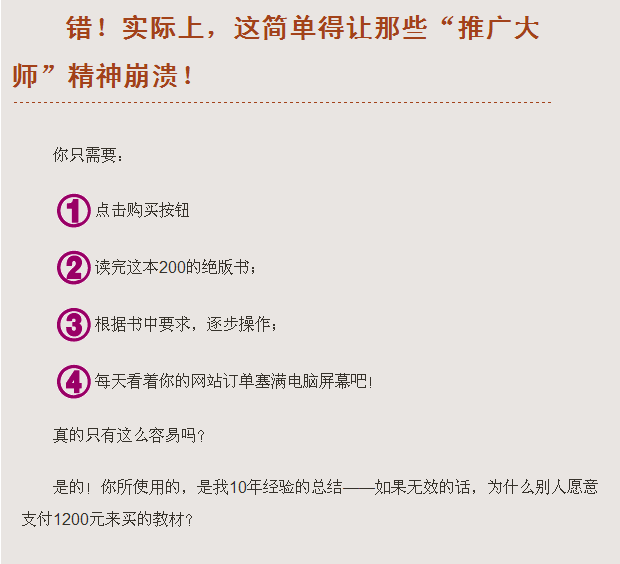 错！实际上，这简单得让那些“推广大
师”精神崩溃！
你只需要：
1 点击购买按钮
2 读完这本200的绝版书；
3 根据书中要求，逐步操作；
4 每天看着你的网站订单塞满电脑屏幕吧！
真的只有这么容易吗？
是的！你所使用的，是我10年经验的总结——如果无效的话，为什么别人愿意
支付1200元来买的教材？